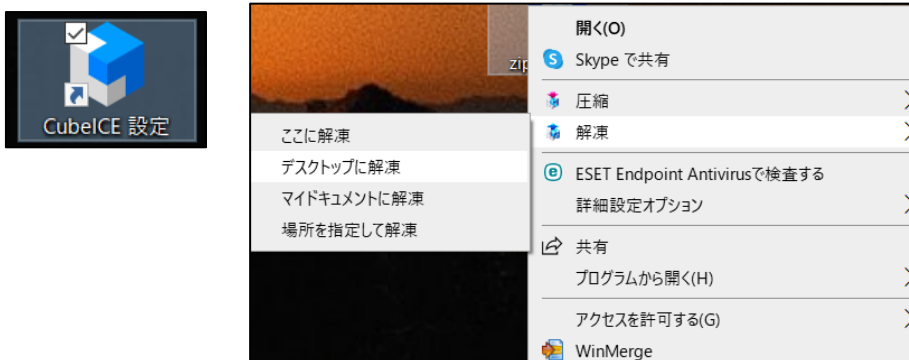 CubeICE 設定
zip
開く(O)
Skype で共有
圧縮
解凍
ESET Endpoint Antivirusで検査する
詳細設定オプション
共有
プログラムから開く(H)
アクセスを許可する(G)
WinMerge
ここに解凍
デスクトップに解凍
マイドキュメントに解凍
場所を指定して解凍